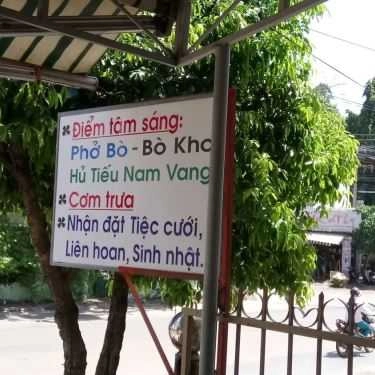 Điểm tâm sáng:
Phở Bò - Bò Kho
Hủ Tiếu Nam Vang
Cơm trưa
Nhận đặt Tiệc cưới,
Liên hoan, Sinh nhật.